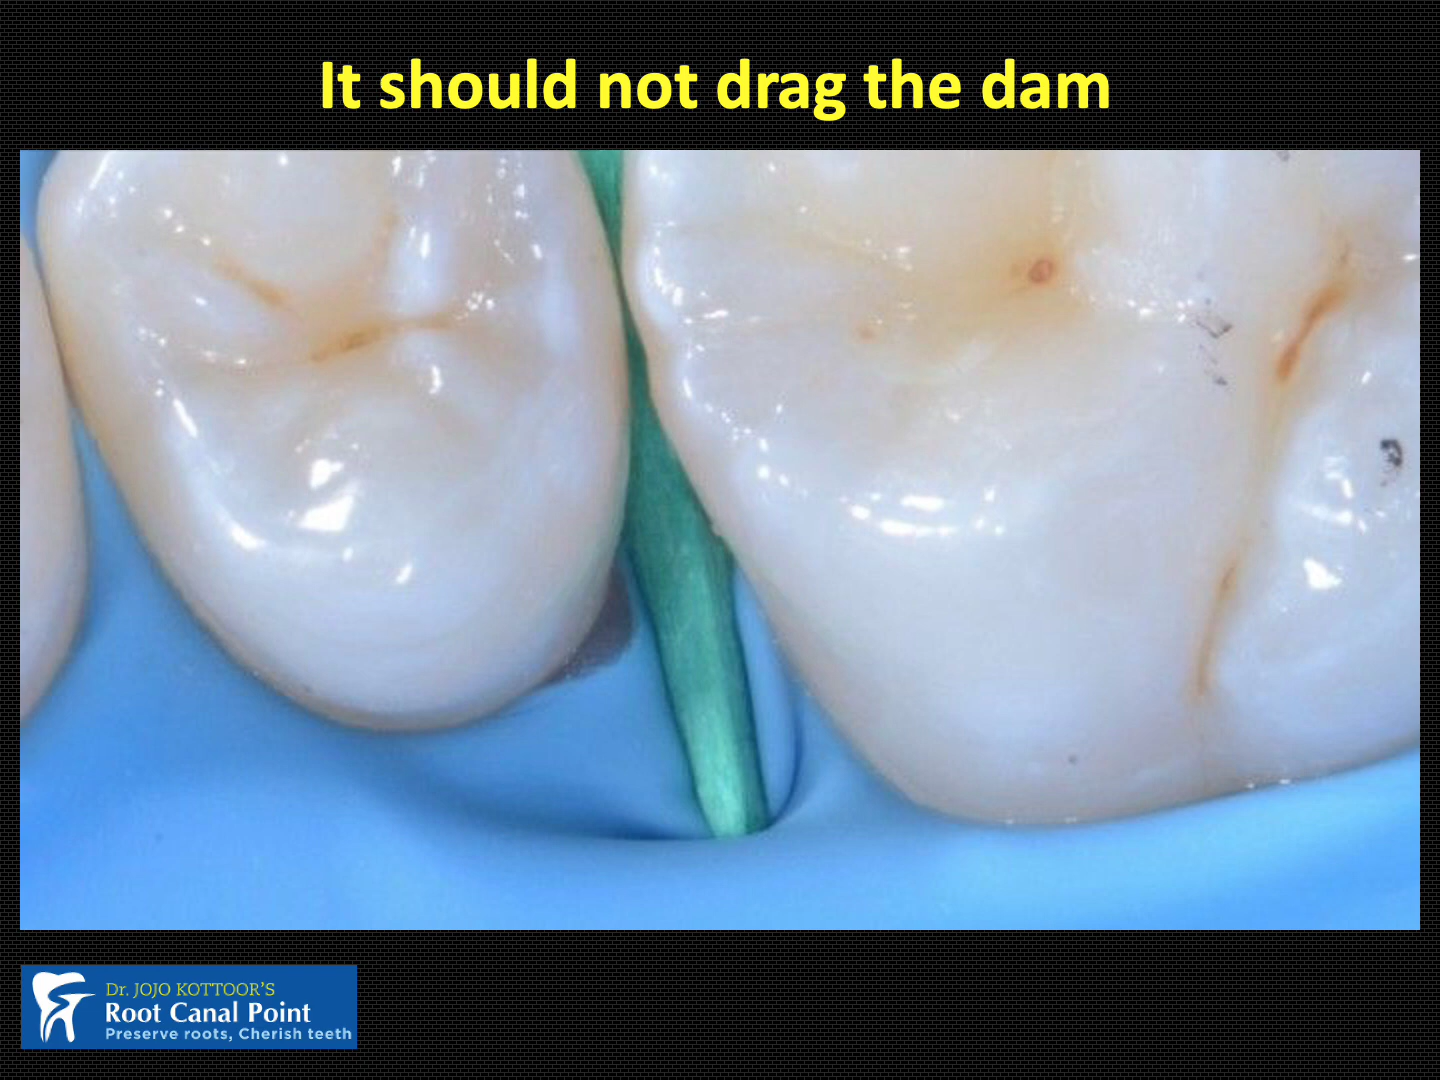 It should not drag the dam
Dr. JOJO KOTTOOR'S
Root Canal Point
Preserve roots, Cherish teeth